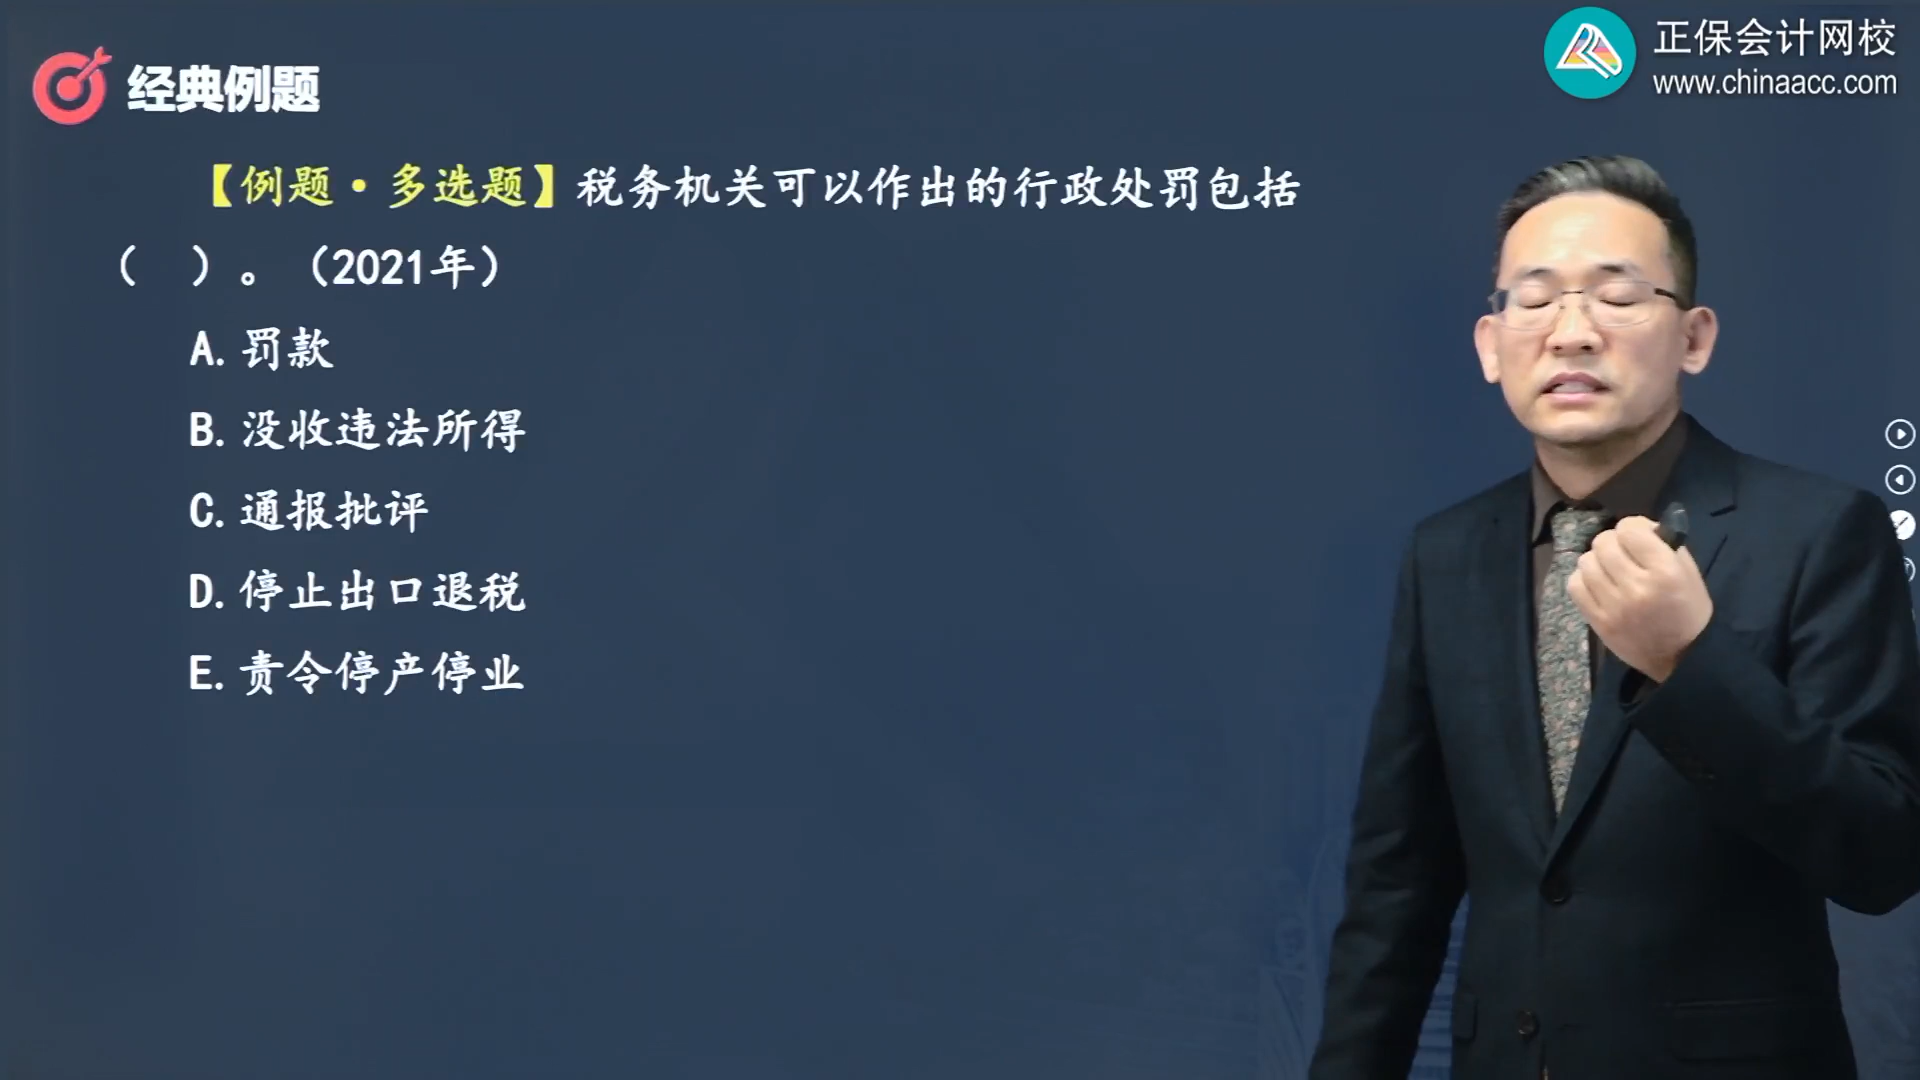 正保会计网校
www.chinaacc.com
经典例题
【例题·多选题】税务机关可以作出的行政处罚包括
（ ）。（2021年）
A. 罚款
B. 没收违法所得
C. 通报批评
D. 停止出口退税
E. 责令停产停业